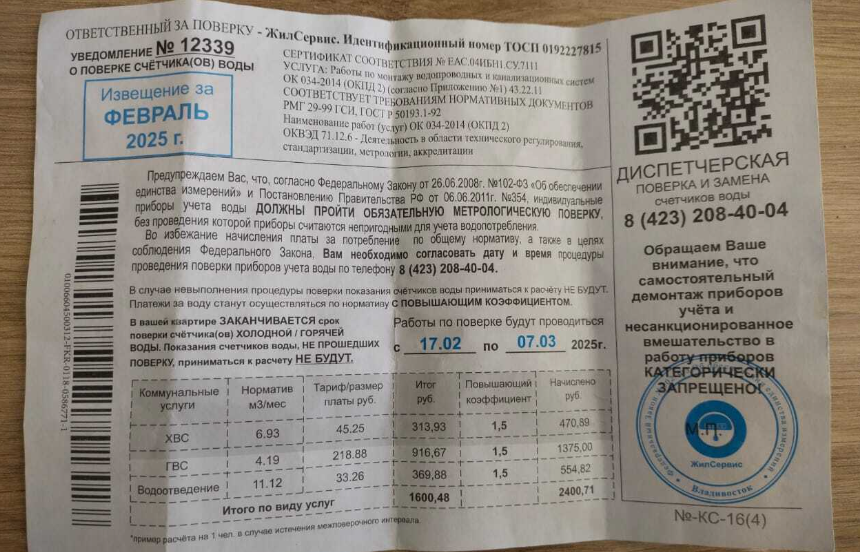 ОТВЕТСТВЕННЫЙ ЗА ПОВЕРКУ - ЖилСервис. Идентификационный номер ТОСП 0192227815
УВЕДОМЛЕНИЕ № 12339
О ПОВЕРКЕ СЧЁТЧИКА(ОВ) ВОДЫ
Извещение за
ФЕВРАЛЬ
2025 г.
СЕРТИФИКАТ СООТВЕТСТВИЯ № ЕАС.04ИБН1.СУ.7111
УСЛУГА: Работы по монтажу водопроводных и канализационных систем
ОК 034-2014 (ОКПД 2) (согласно Приложению №1) 43.22.11
СООТВЕТСТВУЕТ ТРЕБОВАНИЯМ НОРМАТИВНЫХ ДОКУМЕНТОВ
РМГ 29-99 ГСИ, ГОСТ Р 50193.1-92
Наименование работ (услуг) ОК 034-2014 (ОКПД 2)
ОКВЭД 71.12.6 - Деятельность в области технического регулирования,
стандартизации, метрологии, аккредитации
Предупреждаем Вас, что, согласно Федеральному Закону от 26.06.2008г. №102-ФЗ «Об обеспечении
единства измерений» и Постановлению Правительства РФ от 06.06.2011г. №354, индивидуальные
приборы учета воды ДОЛЖНЫ ПРОЙТИ ОБЯЗАТЕЛЬНУЮ МЕТРОЛОГИЧЕСКУЮ ПОВЕРКУ,
без проведения которой приборы считаются непригодными для учета водопотребления.
Во избежание начисления платы за потребление по общему нормативу, а также в целях
соблюдения Федерального Закона, Вам необходимо согласовать дату и время процедуры
проведения поверки приборов учета воды по телефону 8 (423) 208-40-04.
В случае невыполнения процедуры поверки показания счётчиков воды приниматься к расчёту НЕ БУДУТ.
Платежи за воду станут осуществляться по нормативу С ПОВЫШАЮЩИМ КОЭФФИЦИЕНТОМ.
В вашей квартире ЗАКАНЧИВАЕТСЯ срок
поверки счётчика(ов) ХОЛОДНОЙ / ГОРЯЧЕЙ
ВОДЫ. Показания счетчиков воды, НЕ ПРОШЕДШИХ
ПОВЕРКУ, приниматься к расчету НЕ БУДУТ.
Работы по поверке будут проводиться
с 17.02 по 07.03 2025г.
Коммунальные услуги Норматив м3/мес Тариф/размер платы руб. Итог руб. Повышающий коэффициент Начислено руб.
ХВС 6.93 45.25 313,93 1,5 470,89
ГВС 4.19 218.88 916,67 1,5 1375,00
Водоотведение 11.12 33.26 369,88 1,5 554,82
Итого по виду услуг 1600,48 2400,71
*пример расчёта на 1 чел. в случае истечения межповерочного интервала.
0100604500312-FKR-0118-0586771-1
ДИСПЕТЧЕРСКАЯ
ПОВЕРКА И ЗАМЕНА
счетчиков воды
8 (423) 208-40-04
Обращаем Ваше
внимание, что
самостоятельный
демонтаж приборов
учёта и
несанкционированное
вмешательство в
работу приборов
КАТЕГОРИЧЕСКИ
ЗАПРЕЩЕНО!
М.П.
ЖилСервис
Владивосток
№-КС-16(4)